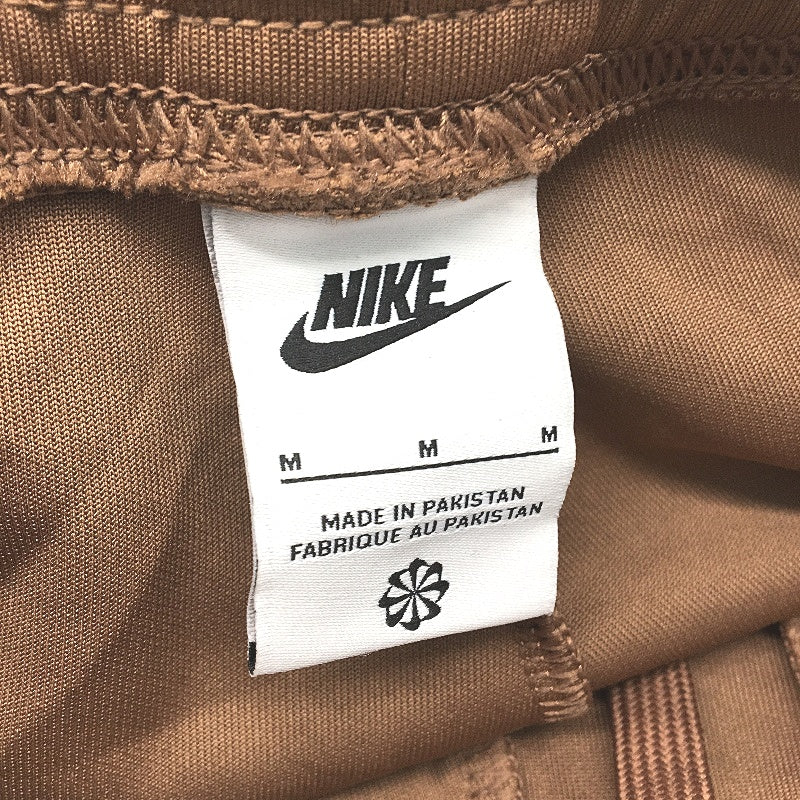 NIKE
M M M
MADE IN PAKISTAN
FABRIQUE AU PAKISTAN